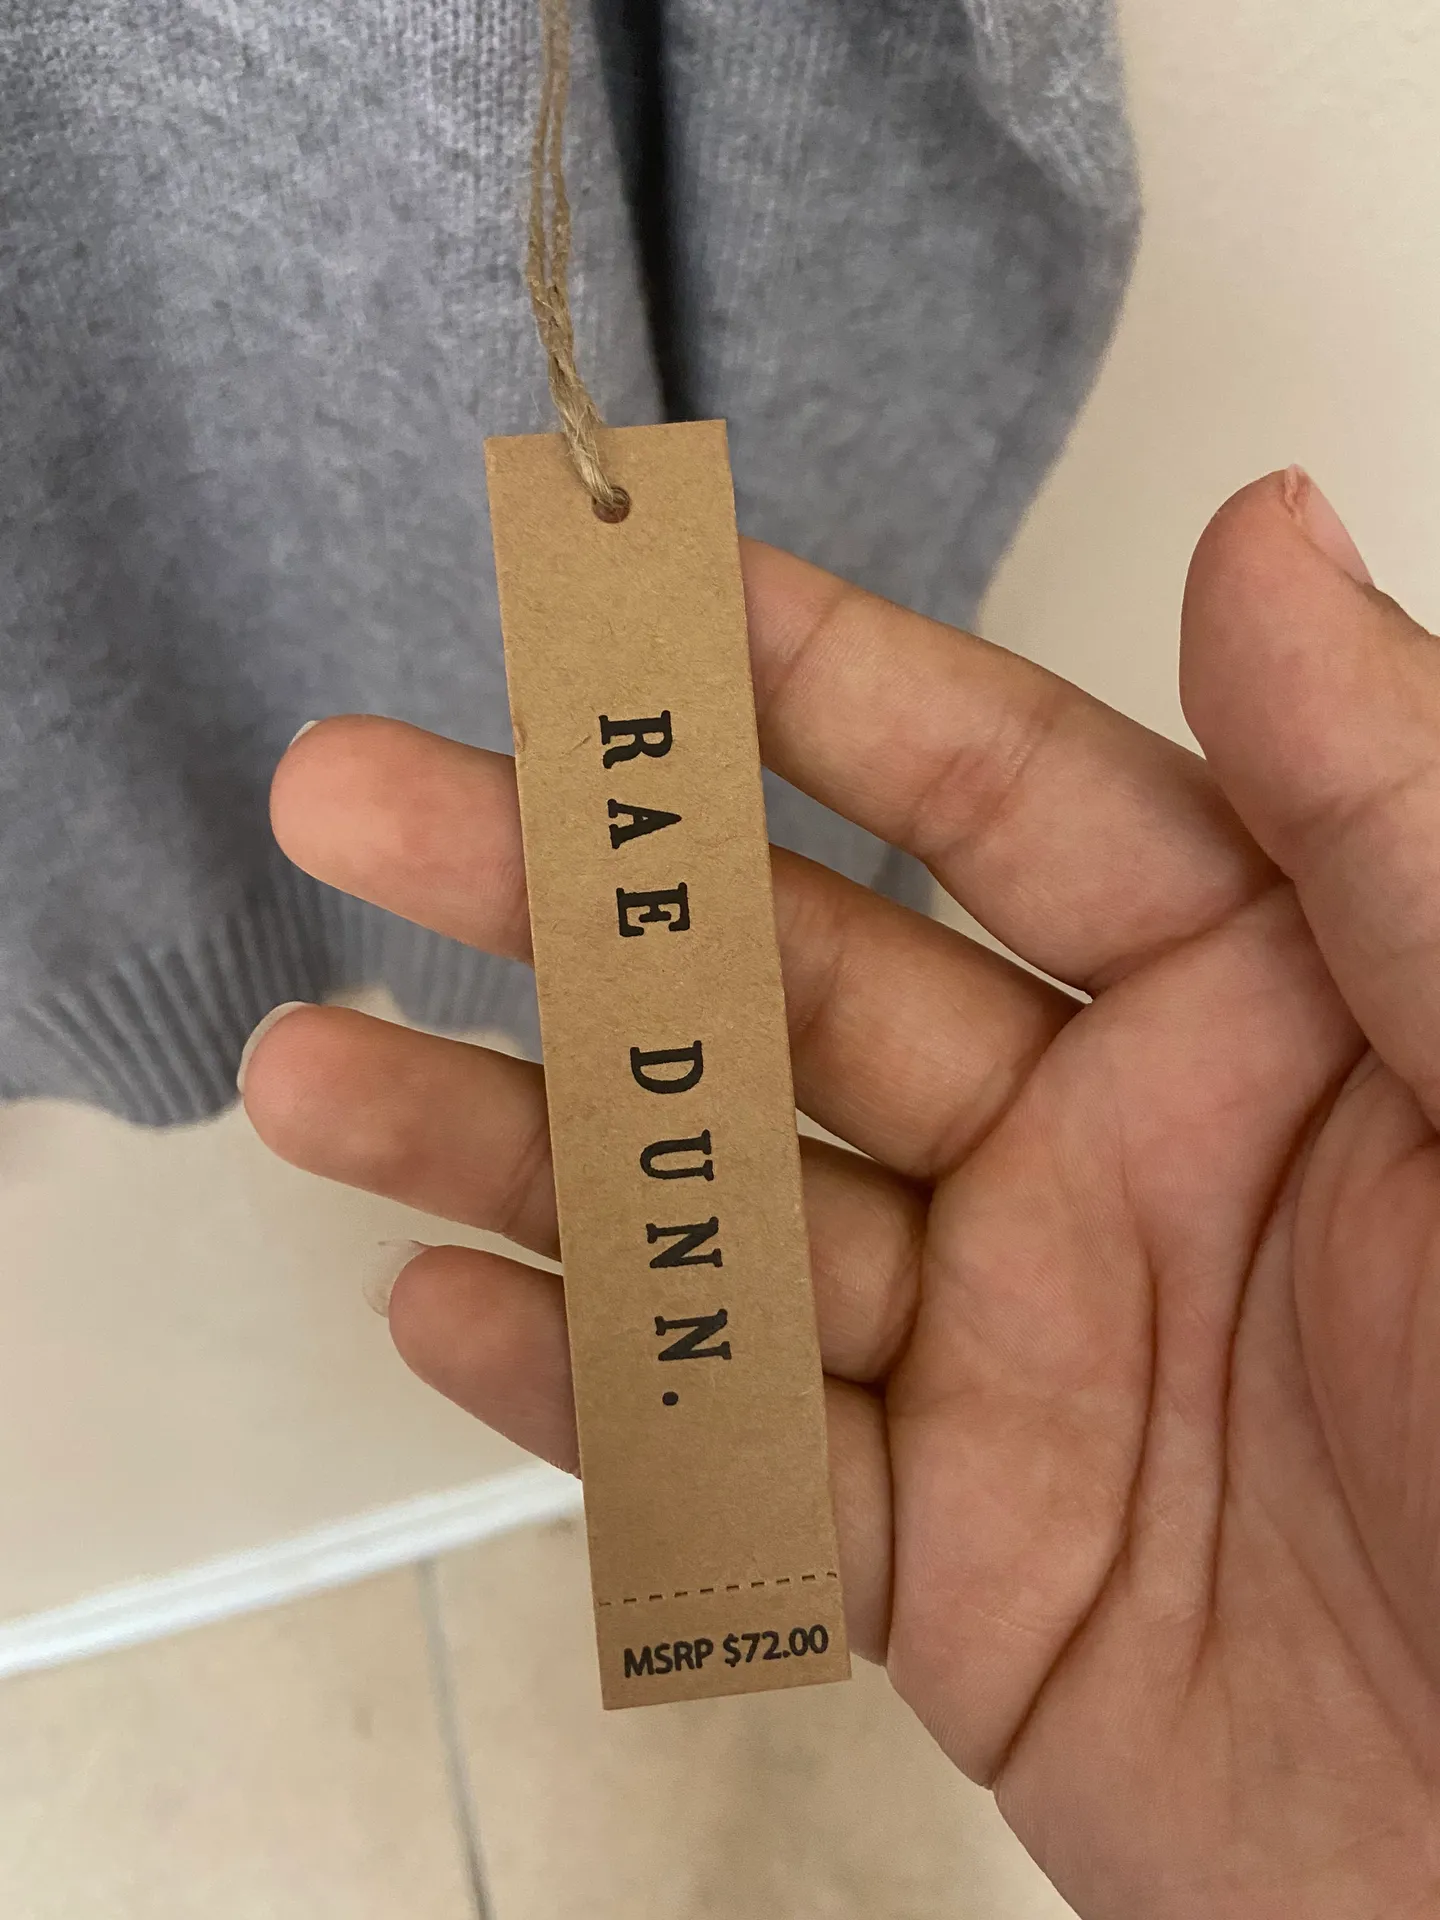 RAE DUNN.
MSRP $72.00